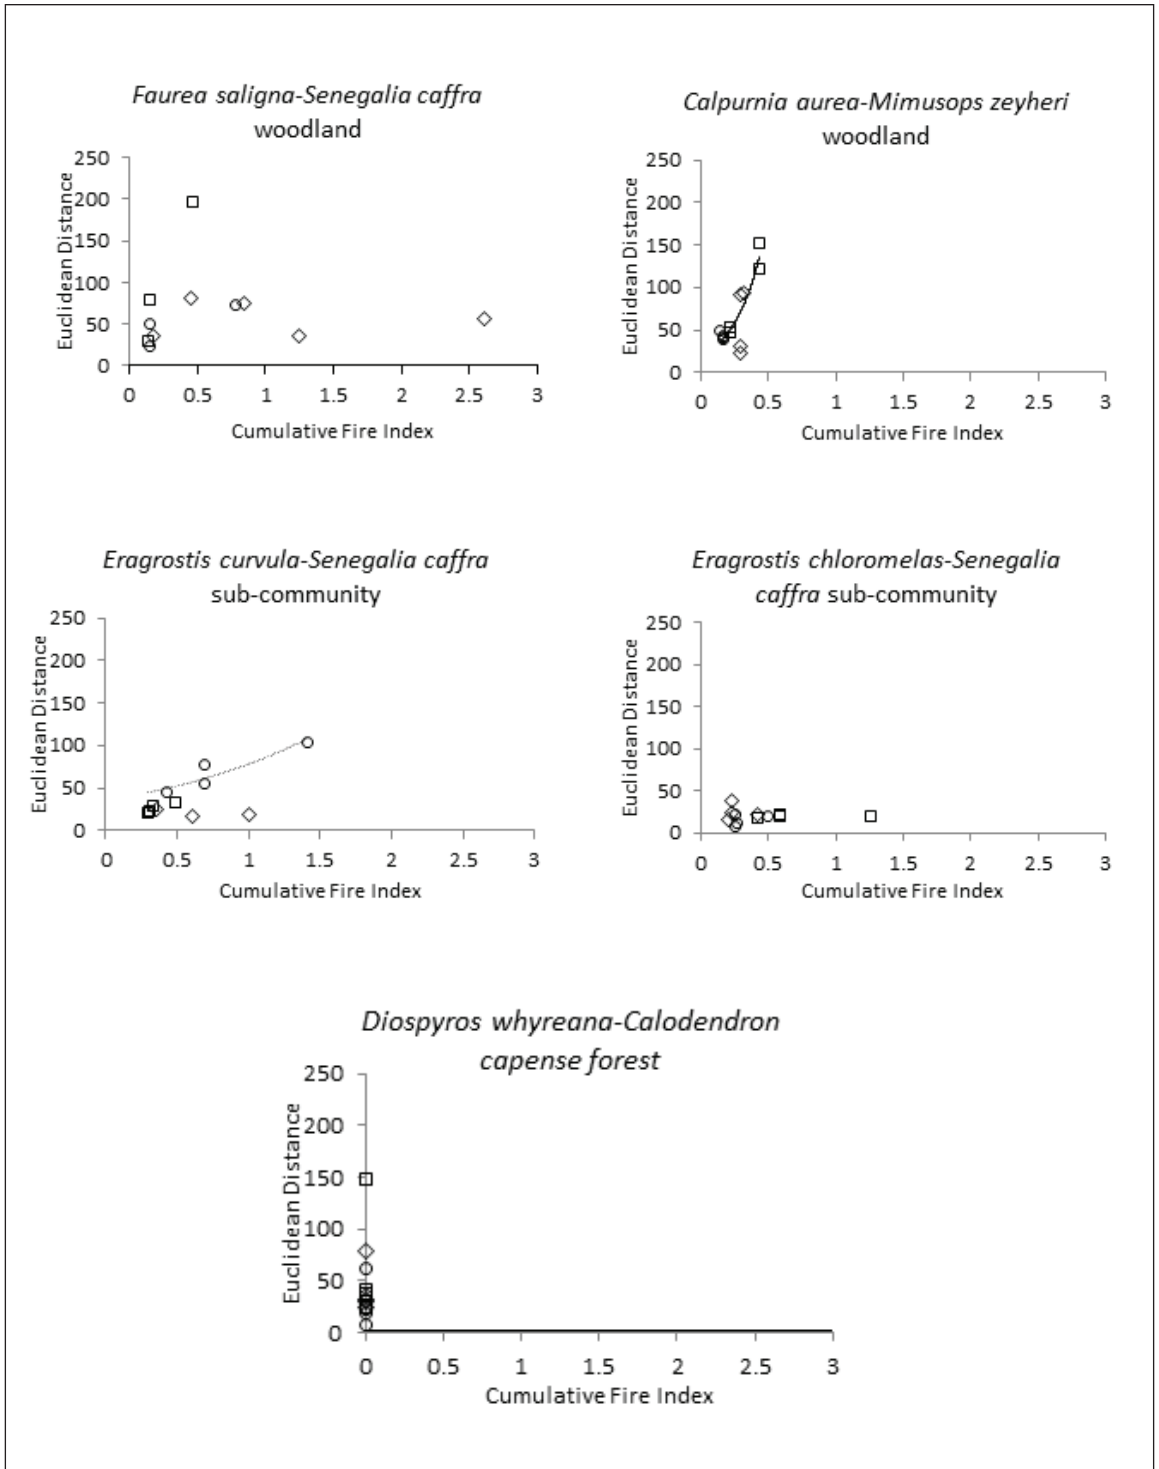 Faurea saligna-Senegalia caffra
woodland
250
200
150
100
50
0
Euclidean Distance
0 0.5 1 1.5 2 2.5 3
Cumulative Fire Index
Calpurnia aurea-Mimusops zeyheri
woodland
250
200
150
100
50
0
Euclidean Distance
0 0.5 1 1.5 2 2.5 3
Cumulative Fire Index
Eragrostis curvula-Senegalia caffra
sub-community
250
200
150
100
50
0
Euclidean Distance
0 0.5 1 1.5 2 2.5 3
Cumulative Fire Index
Eragrostis chloromelas-Senegalia
caffra sub-community
250
200
150
100
50
0
Euclidean Distance
0 0.5 1 1.5 2 2.5 3
Cumulative Fire Index
Diospyros whyreana-Calodendron
capense forest
250
200
150
100
50
0
Euclidean Distance
0 0.5 1 1.5 2 2.5 3
Cumulative Fire Index